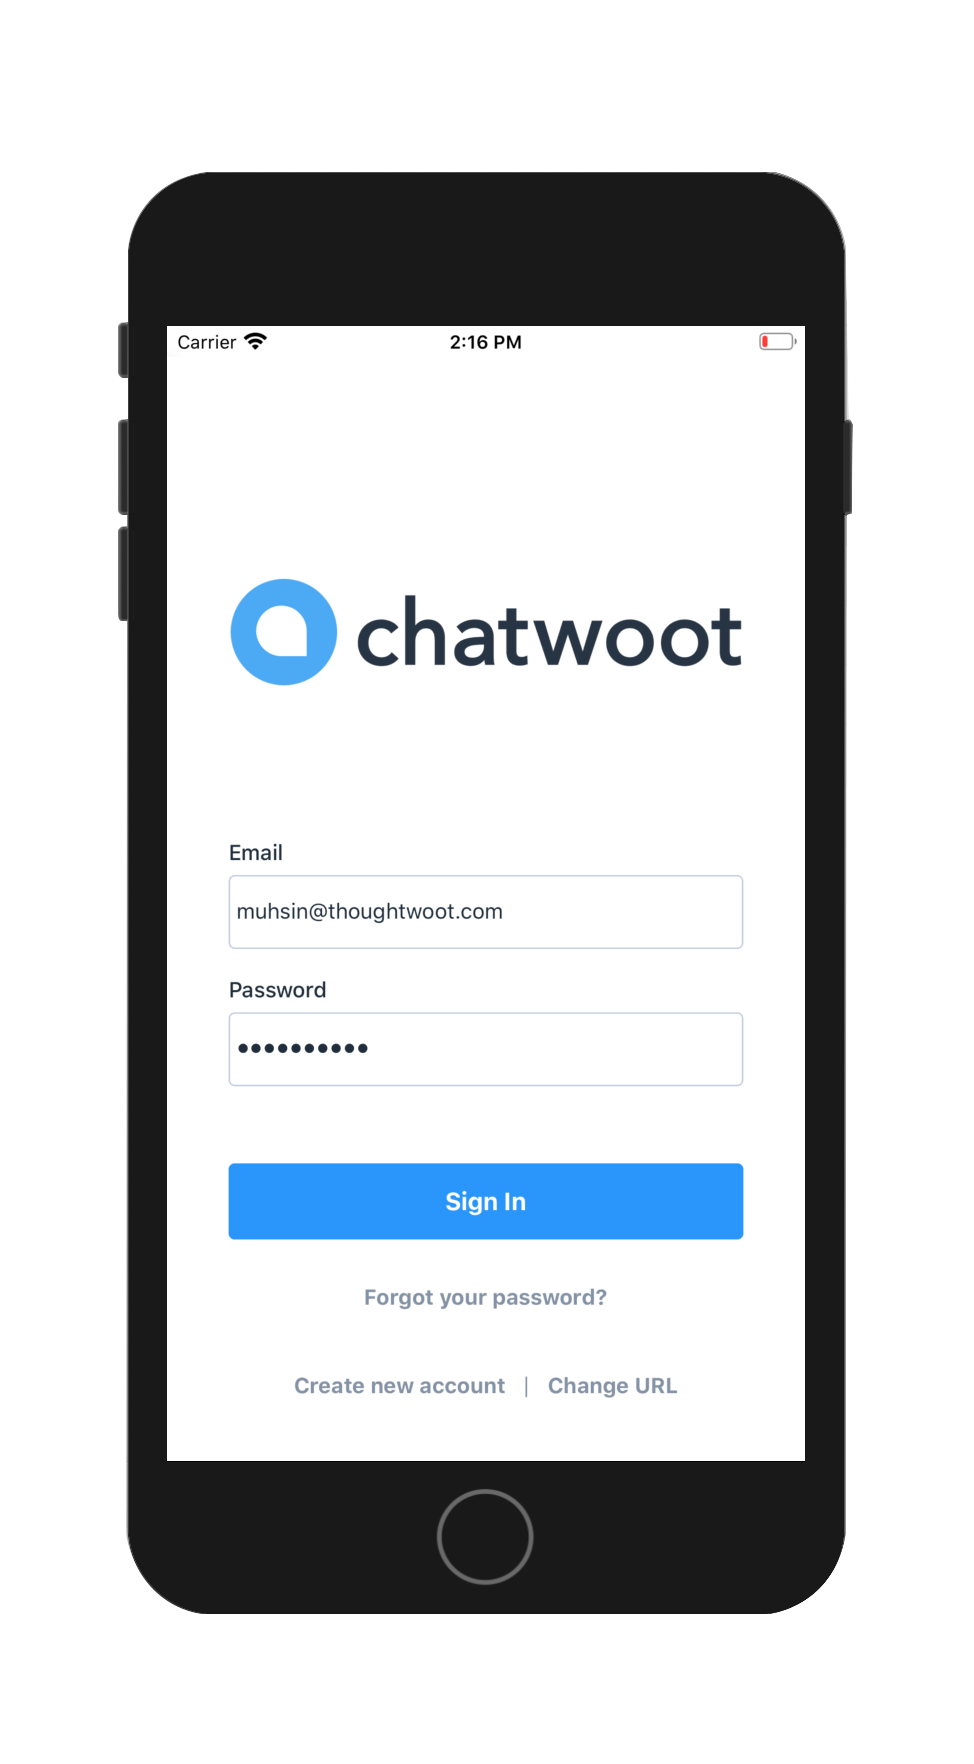 Carrier 2:16 PM
chatwoot
Email
muhsin@thoughtwoot.com
Password
••••••••••
Sign In
Forgot your password?
Create new account | Change URL